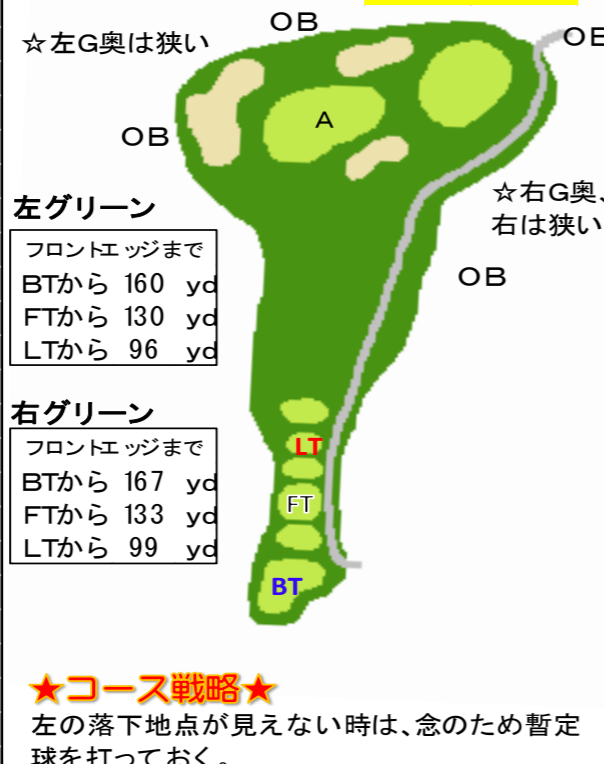 OB
☆左G奥は狭い
OB
OB
A
左グリーン
フロントエッジまで
BTから 160 yd
FTから 130 yd
LTから 96 yd
☆右G奥、
右は狭い
OB
右グリーン
フロントエッジまで
BTから 167 yd
FTから 133 yd
LTから 99 yd
LT
FT
BT
★コース戦略★
左の落下地点が見えない時は、念のため暫定
球を打っておく。